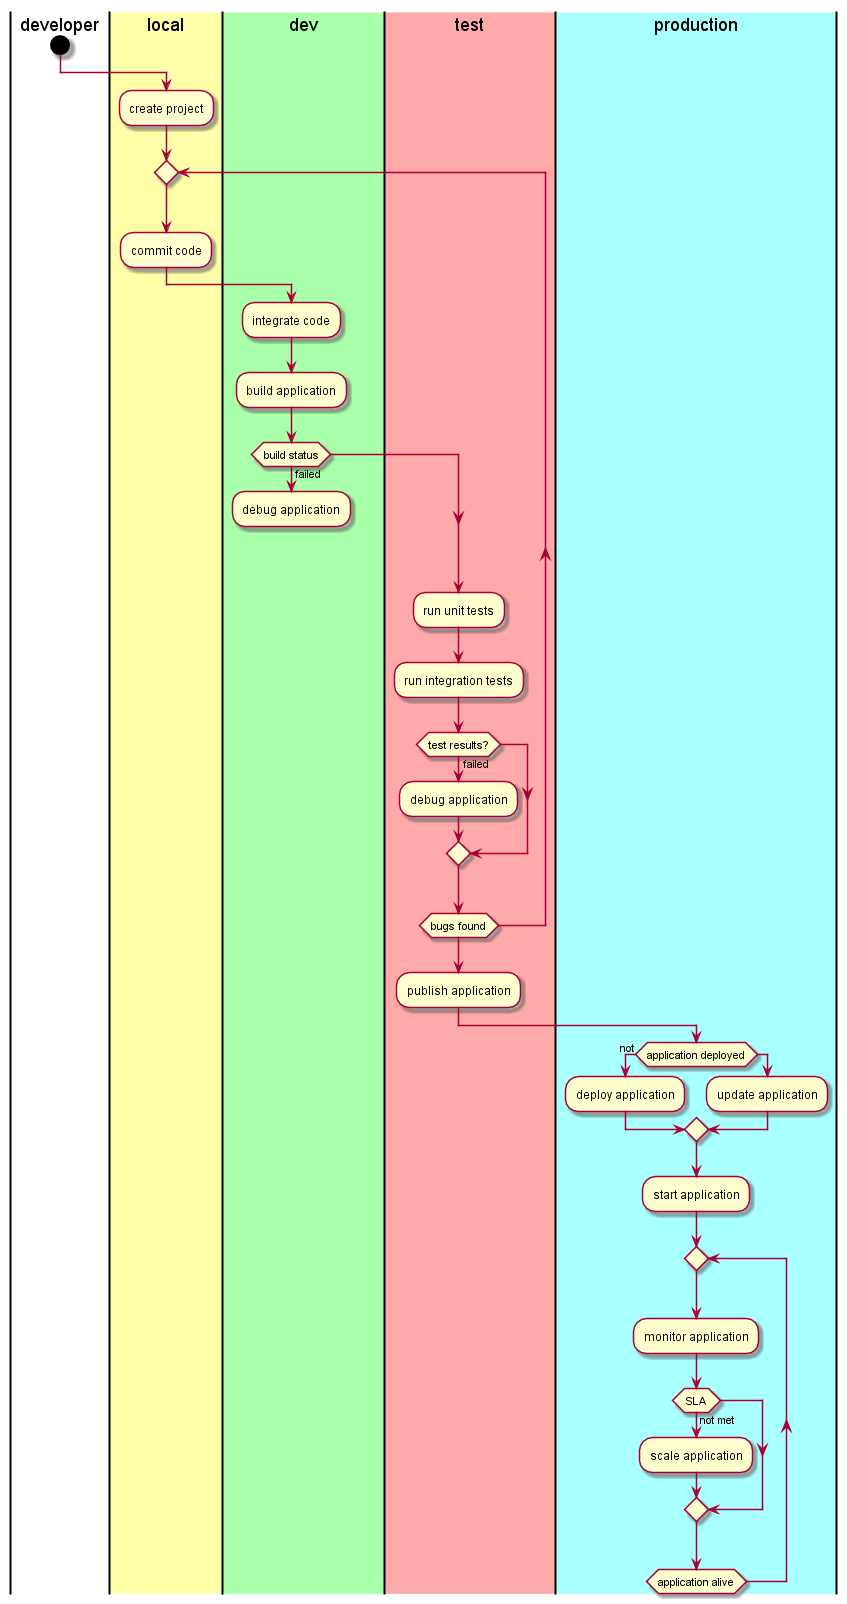 developer
local
dev
test
production
create project
commit code
integrate code
build application
build status
failed
debug application
run unit tests
run integration tests
test results?
failed
debug application
bugs found
publish application
not
application deployed
deploy application
update application
start application
monitor application
SLA
not met
scale application
application alive